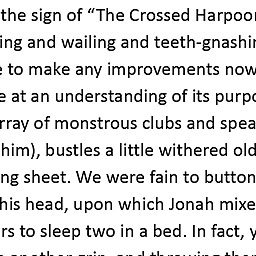 the sign of “The Crossed Harpoon
ing and wailing and teeth-gnashin
e to make any improvements now
e at an understanding of its purpo
rray of monstrous clubs and spea
him), bustles a little withered old
ng sheet. We were fain to button
his head, upon which Jonah mixe
rs to sleep two in a bed. In fact, y